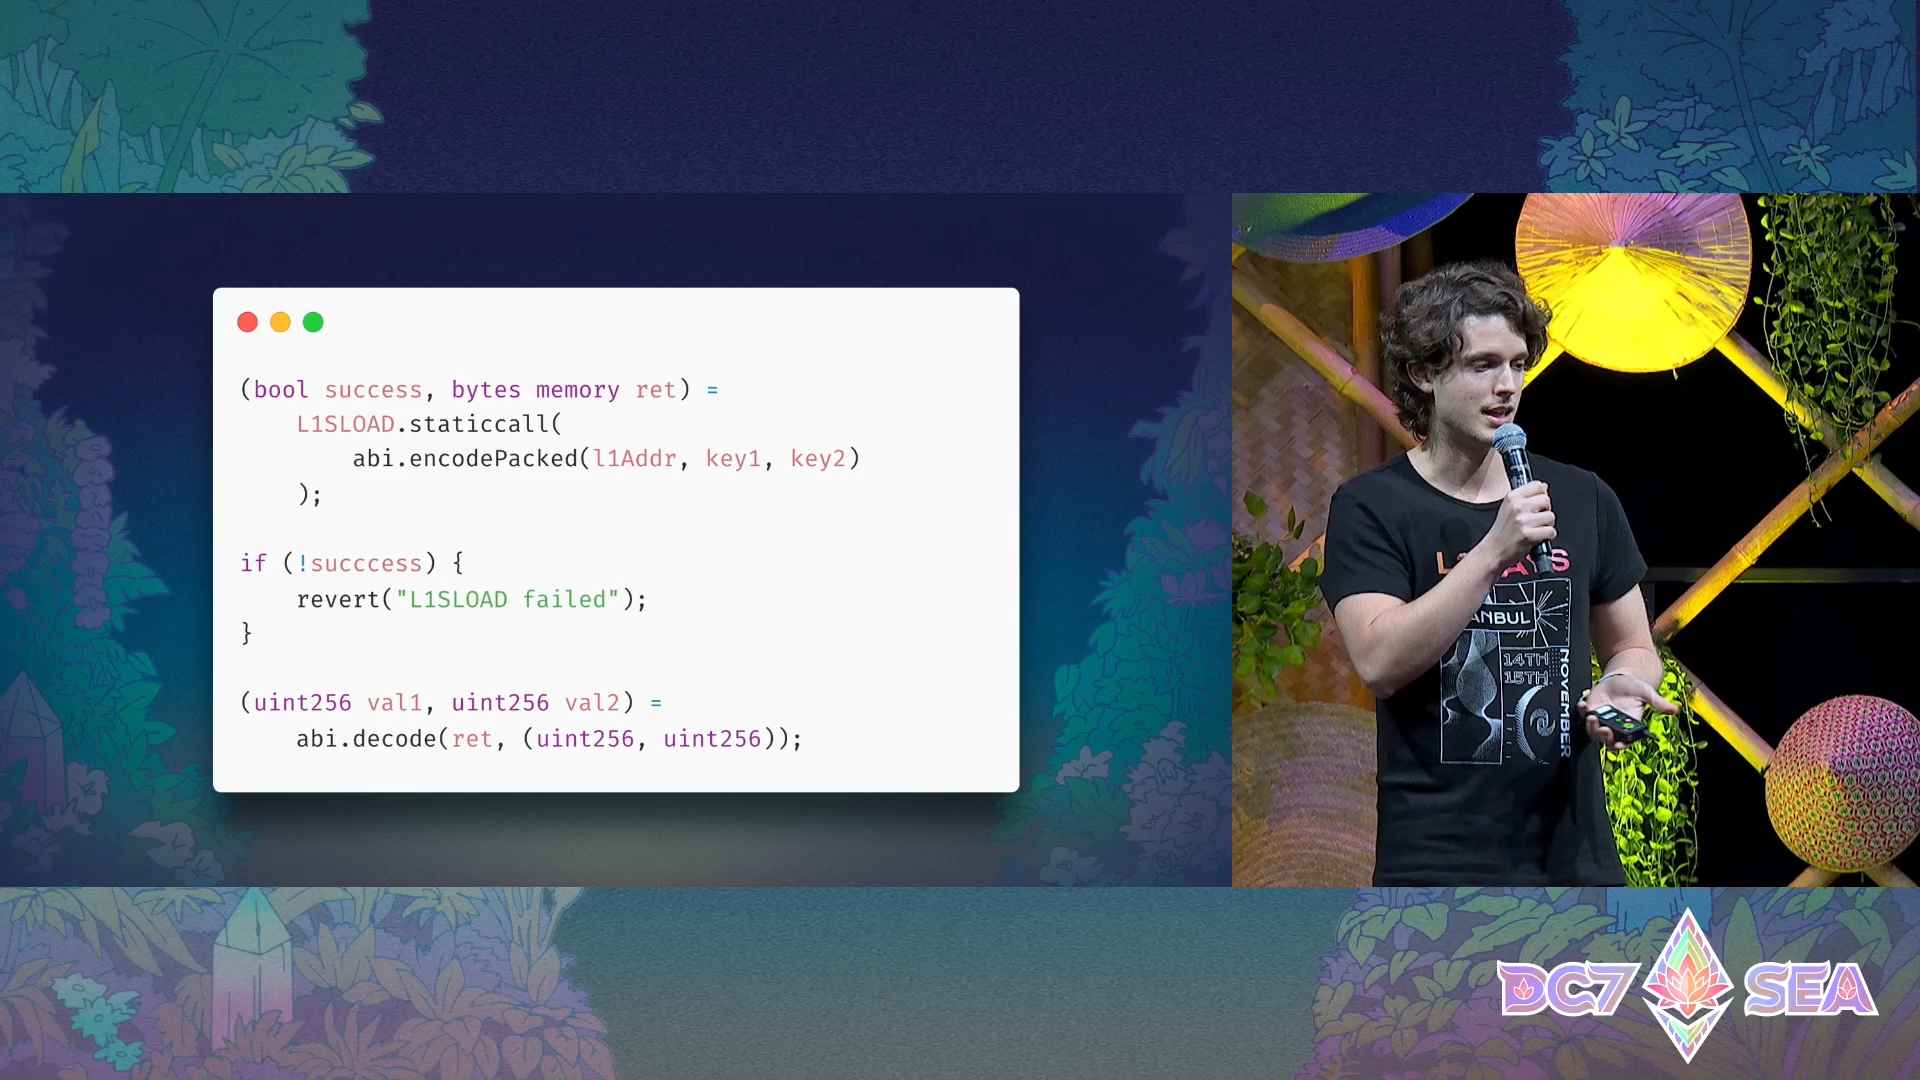 (bool success, bytes memory ret) =
    L1SLOAD.staticcall(
        abi.encodePacked(l1Addr, key1, key2)
    );

if (!succcess) {
    revert("L1SLOAD failed");
}

(uint256 val1, uint256 val2) =
    abi.decode(ret, (uint256, uint256));
ANBUL
14TH
15TH
NOVEMBER
DC7 SEA